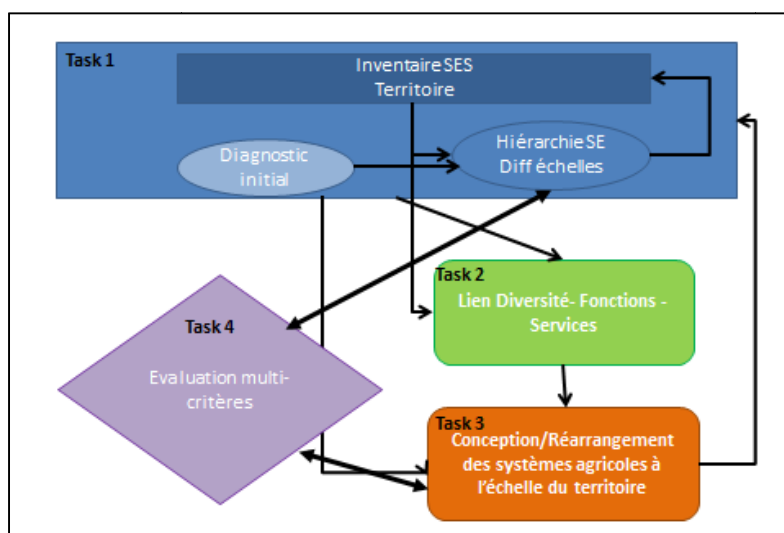 Task 1
Inventaire SES
Territoire
Diagnostic
initial
Hiérarchie SE
Diff échelles
Task 2
Lien Diversité- Fonctions -
Services
Task 4
Evaluation multi-
critères
Task 3
Conception/Réarrangement
des systèmes agricoles à
l'échelle du territoire